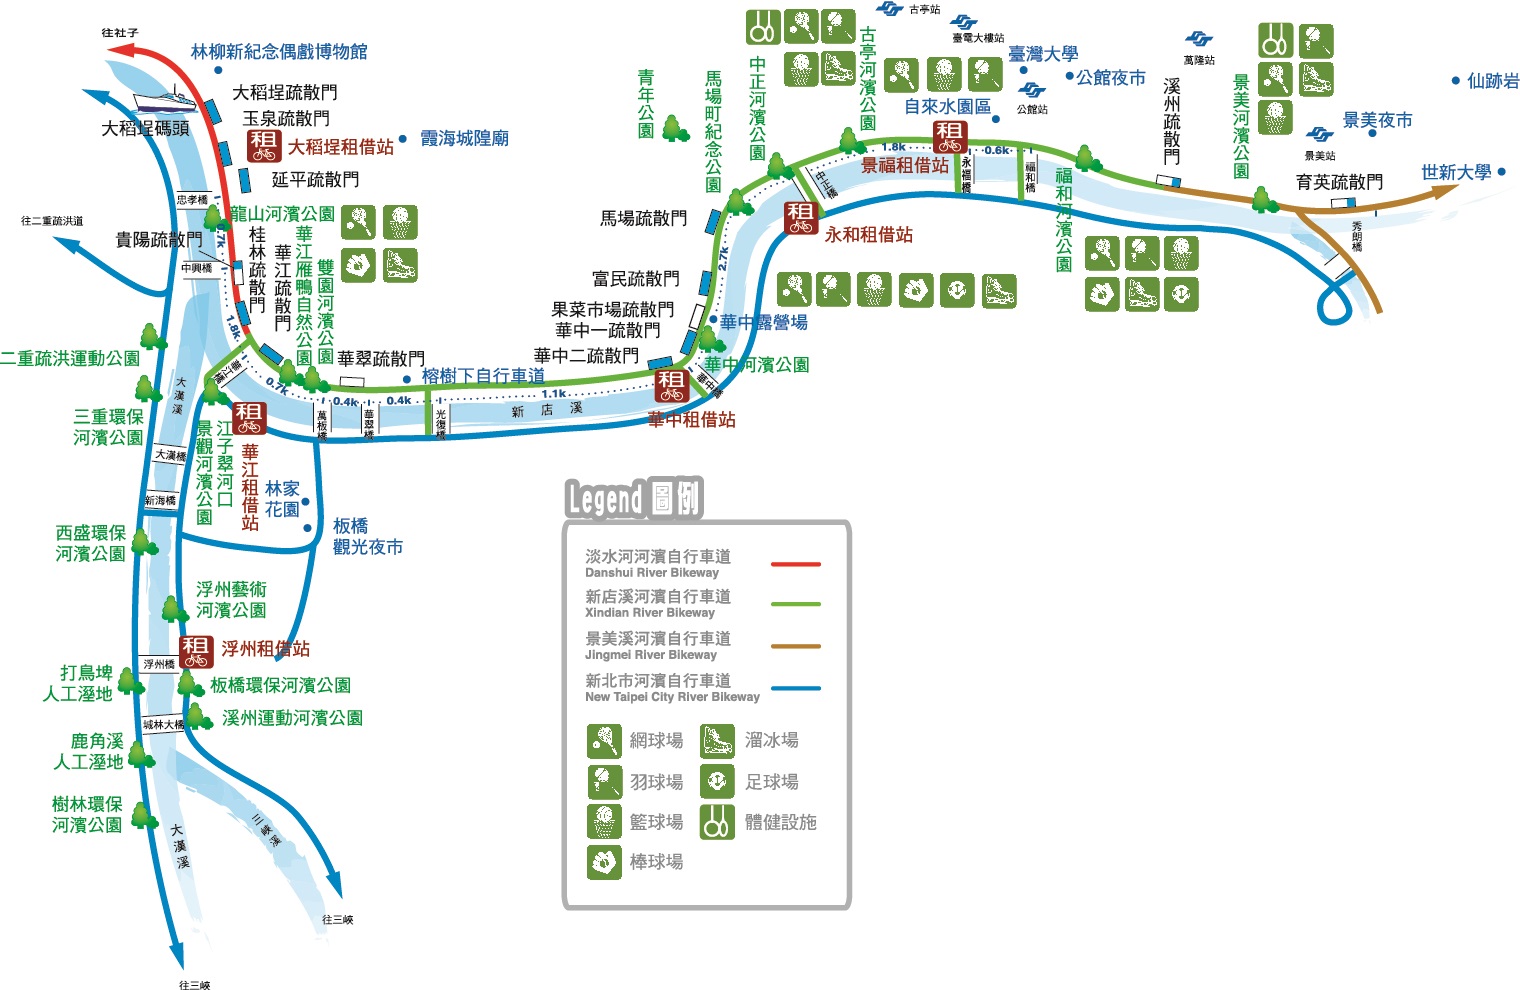 往社子
林柳新紀念偶戲博物館
大稻埕疏散門
玉泉疏散門
大稻埕碼頭
租
大稻埕租借站
霞海城隍廟
延平疏散門
忠孝橋
往二重疏洪道
龍山河濱公園
貴陽疏散門
0.7k
中興橋
桂林疏散門
華江疏散門
華江雁鴨自然公園
雙園河濱公園
1.8k
二重疏洪運動公園
華江橋
0.7k
華翠疏散門
榕樹下自行車道
0.4k
0.4k
1.1k
萬板橋
華翠橋
光復橋
新店溪
大漢溪
三重環保
河濱公園
大漢橋
新海橋
江子翠河口
景觀河濱公園
租
華江租借站
林家
花園
板橋
觀光夜市
西盛環保
河濱公園
浮州藝術
河濱公園
租
浮州租借站
浮州橋
打鳥埤
人工溼地
板橋環保河濱公園
城林大橋
溪州運動河濱公園
鹿角溪
人工溼地
樹林環保
河濱公園
大漢溪
三峽溪
往三峽
往三峽
青年公園
馬場町紀念公園
中正河濱公園
古亭河濱公園
古亭站
臺電大樓站
臺灣大學
公館夜市
公館站
自來水園區
萬隆站
溪州疏散門
景美河濱公園
仙跡岩
景美夜市
景美站
育英疏散門
世新大學
秀朗橋
1.8k
租
景福租借站
0.6k
永福橋
福和橋
福和河濱公園
中正橋
租
永和租借站
馬場疏散門
2.7k
富民疏散門
果菜市場疏散門
華中一疏散門
華中二疏散門
華中露營場
華中河濱公園
華中橋
租
華中租借站
Legend 圖例
淡水河河濱自行車道
Danshui River Bikeway
新店溪河濱自行車道
Xindian River Bikeway
景美溪河濱自行車道
Jingmei River Bikeway
新北市河濱自行車道
New Taipei City River Bikeway
網球場
溜冰場
羽球場
足球場
籃球場
體健設施
棒球場